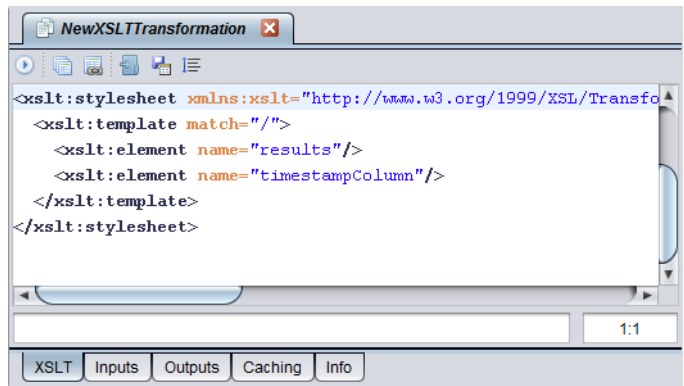 NewXSLTTransformation
<xslt:stylesheet xmlns:xslt="http://www.w3.org/1999/XSL/Transfo
<xslt:template match="/">
<xslt:element name="results"/>
<xslt:element name="timestampColumn"/>
</xslt:template>
</xslt:stylesheet>
1:1
XSLT Inputs Outputs Caching Info